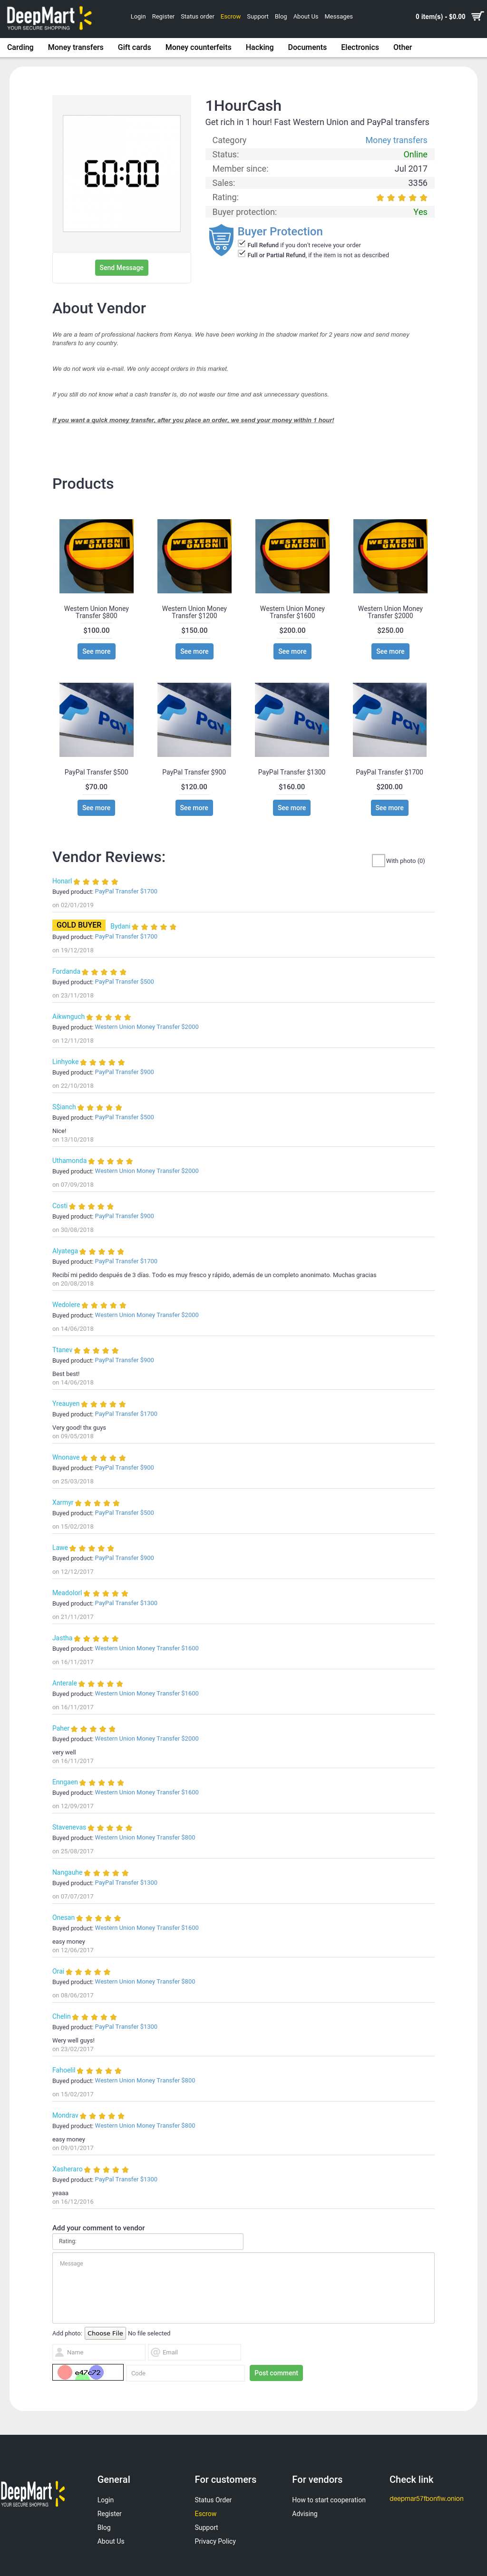 DeepMart
YOUR SECURE SHOPPING
Login Register Status order Escrow Support Blog About Us Messages
0 item(s) - $0.00
Carding Money transfers Gift cards Money counterfeits Hacking Documents Electronics Other
60:00
Send Message
1HourCash
Get rich in 1 hour! Fast Western Union and PayPal transfers
Category Money transfers
Status: Online
Member since: Jul 2017
Sales: 3356
Rating:
Buyer protection: Yes
Buyer Protection
Full Refund if you don't receive your order
Full or Partial Refund, if the item is not as described
About Vendor
We are a team of professional hackers from Kenya. We have been working in the shadow market for 2 years now and send money
transfers to any country.
We do not work via e-mail. We only accept orders in this market.
If you still do not know what a cash transfer is, do not waste our time and ask unnecessary questions.
If you want a quick money transfer, after you place an order, we send your money within 1 hour!
Products
WESTERN UNION WESTERN UNION WESTERN UNION WESTERN UNION
Western Union Money Transfer $800
$100.00
See more
Western Union Money Transfer $1200
$150.00
See more
Western Union Money Transfer $1600
$200.00
See more
Western Union Money Transfer $2000
$250.00
See more
PayP PayP PayP PayP
PayPal Transfer $500
$70.00
See more
PayPal Transfer $900
$120.00
See more
PayPal Transfer $1300
$160.00
See more
PayPal Transfer $1700
$200.00
See more
Vendor Reviews:
With photo (0)
Honarl
Buyed product: PayPal Transfer $1700
on 02/01/2019
GOLD BUYER Bydani
Buyed product: PayPal Transfer $1700
on 19/12/2018
Fordanda
Buyed product: PayPal Transfer $500
on 23/11/2018
Aikwnguch
Buyed product: Western Union Money Transfer $2000
on 12/11/2018
Linhyoke
Buyed product: PayPal Transfer $900
on 22/10/2018
S$ianch
Buyed product: PayPal Transfer $500
Nice!
on 13/10/2018
Uthamonda
Buyed product: Western Union Money Transfer $2000
on 07/09/2018
Costi
Buyed product: PayPal Transfer $900
on 30/08/2018
Alyatega
Buyed product: PayPal Transfer $1700
Recibí mi pedido después de 3 días. Todo es muy fresco y rápido, además de un completo anonimato. Muchas gracias
on 20/08/2018
Wedolere
Buyed product: Western Union Money Transfer $2000
on 14/06/2018
Ttanev
Buyed product: PayPal Transfer $900
Best best!
on 14/06/2018
Yreauyen
Buyed product: PayPal Transfer $1700
Very good! thx guys
on 09/05/2018
Wnonave
Buyed product: PayPal Transfer $900
on 25/03/2018
Xarmyr
Buyed product: PayPal Transfer $500
on 15/02/2018
Lawe
Buyed product: PayPal Transfer $900
on 12/12/2017
Meadolorl
Buyed product: PayPal Transfer $1300
on 21/11/2017
Jastha
Buyed product: Western Union Money Transfer $1600
on 16/11/2017
Anterale
Buyed product: Western Union Money Transfer $1600
on 16/11/2017
Paher
Buyed product: Western Union Money Transfer $2000
very well
on 16/11/2017
Enngaen
Buyed product: Western Union Money Transfer $1600
on 12/09/2017
Stavenevas
Buyed product: Western Union Money Transfer $800
on 25/08/2017
Nangauhe
Buyed product: PayPal Transfer $1300
on 07/07/2017
Onesan
Buyed product: Western Union Money Transfer $1600
easy money
on 12/06/2017
Orai
Buyed product: Western Union Money Transfer $800
on 08/06/2017
Chelin
Buyed product: PayPal Transfer $1300
Wery well guys!
on 23/02/2017
Fahoelil
Buyed product: Western Union Money Transfer $800
on 15/02/2017
Mondrav
Buyed product: Western Union Money Transfer $800
easy money
on 09/01/2017
Xasheraro
Buyed product: PayPal Transfer $1300
yeaaa
on 16/12/2016
Add your comment to vendor
Rating:
Message
Add photo: Choose File No file selected
Name Email
e47c72 Code Post comment
DeepMart
YOUR SECURE SHOPPING
General
Login
Register
Blog
About Us
For customers
Status Order
Escrow
Support
Privacy Policy
For vendors
How to start cooperation
Advising
Check link
deepmar57fbonfiw.onion